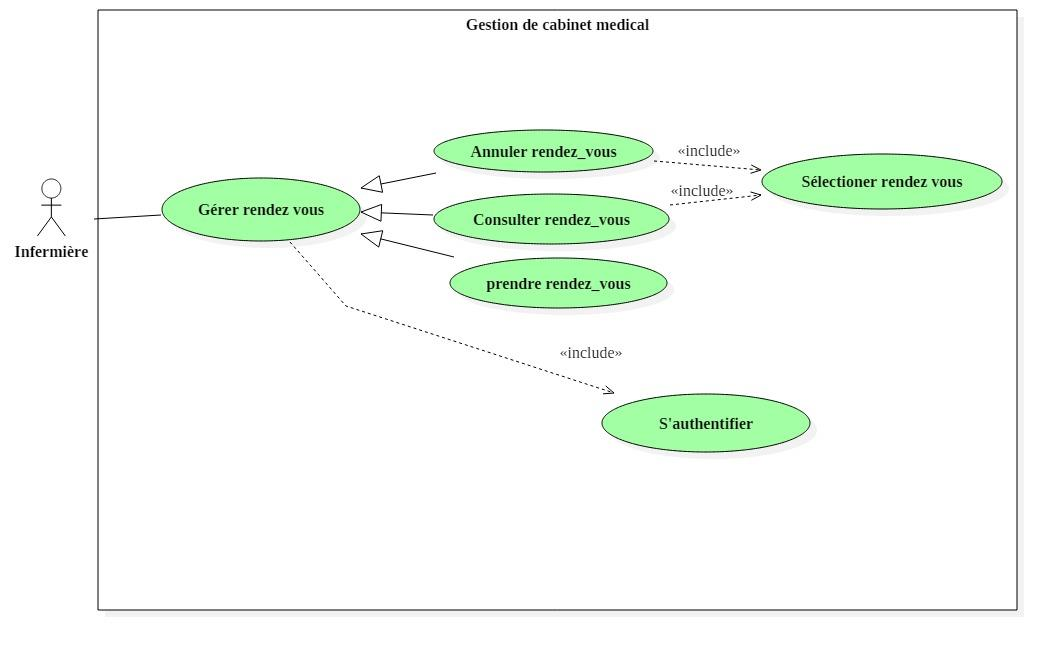 Gestion de cabinet medical
Annuler rendez_vous
«include»
Sélectioner rendez vous
Gérer rendez vous
Consulter rendez_vous
«include»
Infermière
prendre rendez_vous
«include»
S'authentifier